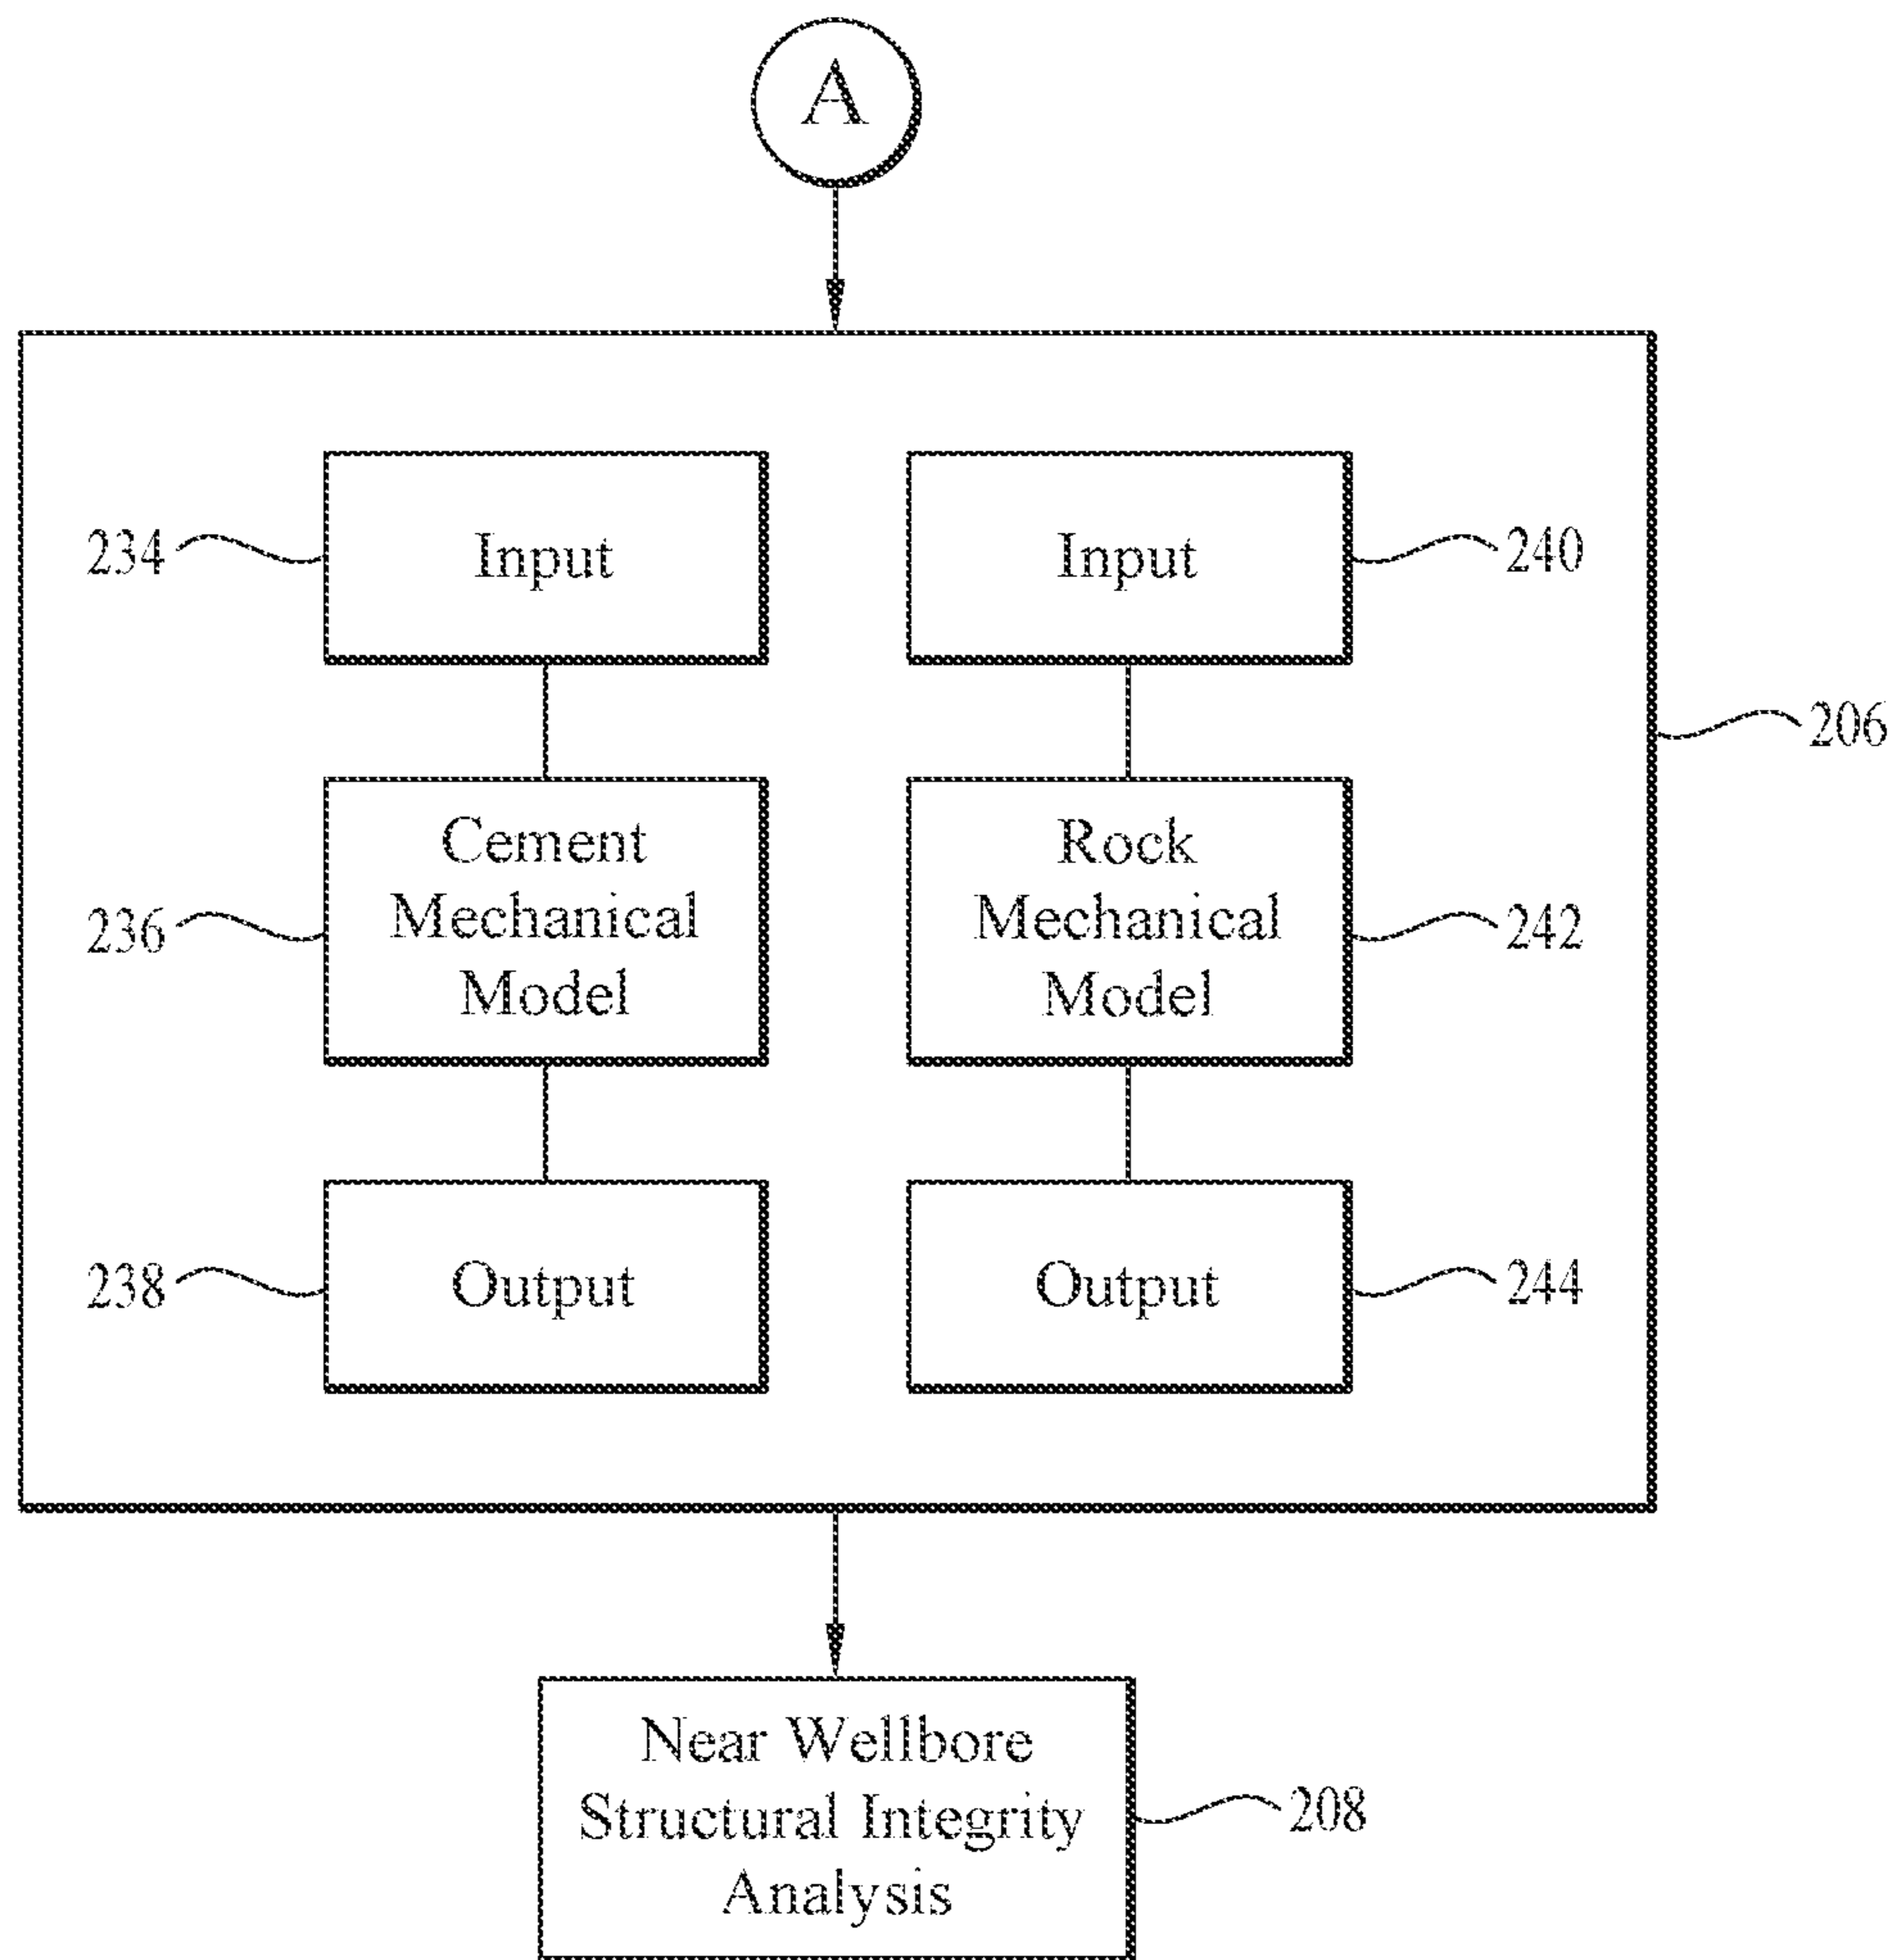 A
234
Input
Input
240
206
236
Cement
Mechanical
Model
Rock
Mechanical
Model
242
238
Output
Output
244
Near Wellbore
Structural Integrity
Analysis
208